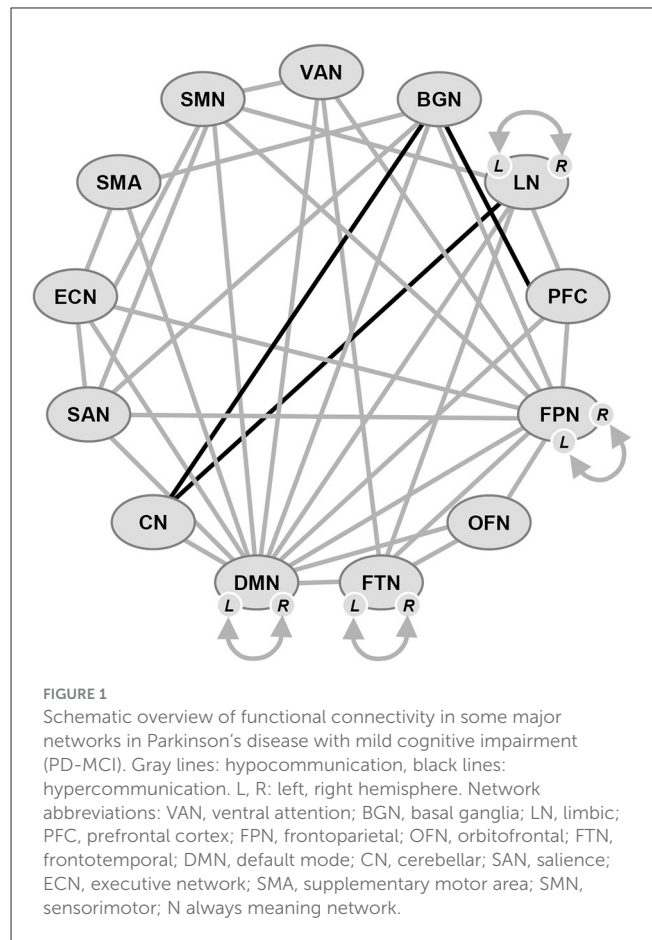 VAN
SMN
BGN
SMA
L
R
LN
ECN
PFC
SAN
FPN
R
L
CN
OFN
DMN
FTN
L
R
L
R
FIGURE 1
Schematic overview of functional connectivity in some major
networks in Parkinson's disease with mild cognitive impairment
(PD-MCI). Gray lines: hypocommunication, black lines:
hypercommunication. L, R: left, right hemisphere. Network
abbreviations: VAN, ventral attention; BGN, basal ganglia; LN, limbic;
PFC, prefrontal cortex; FPN, frontoparietal; OFN, orbitofrontal; FTN,
frontotemporal; DMN, default mode; CN, cerebellar; SAN, salience;
ECN, executive network; SMA, supplementary motor area; SMN,
sensorimotor; N always meaning network.